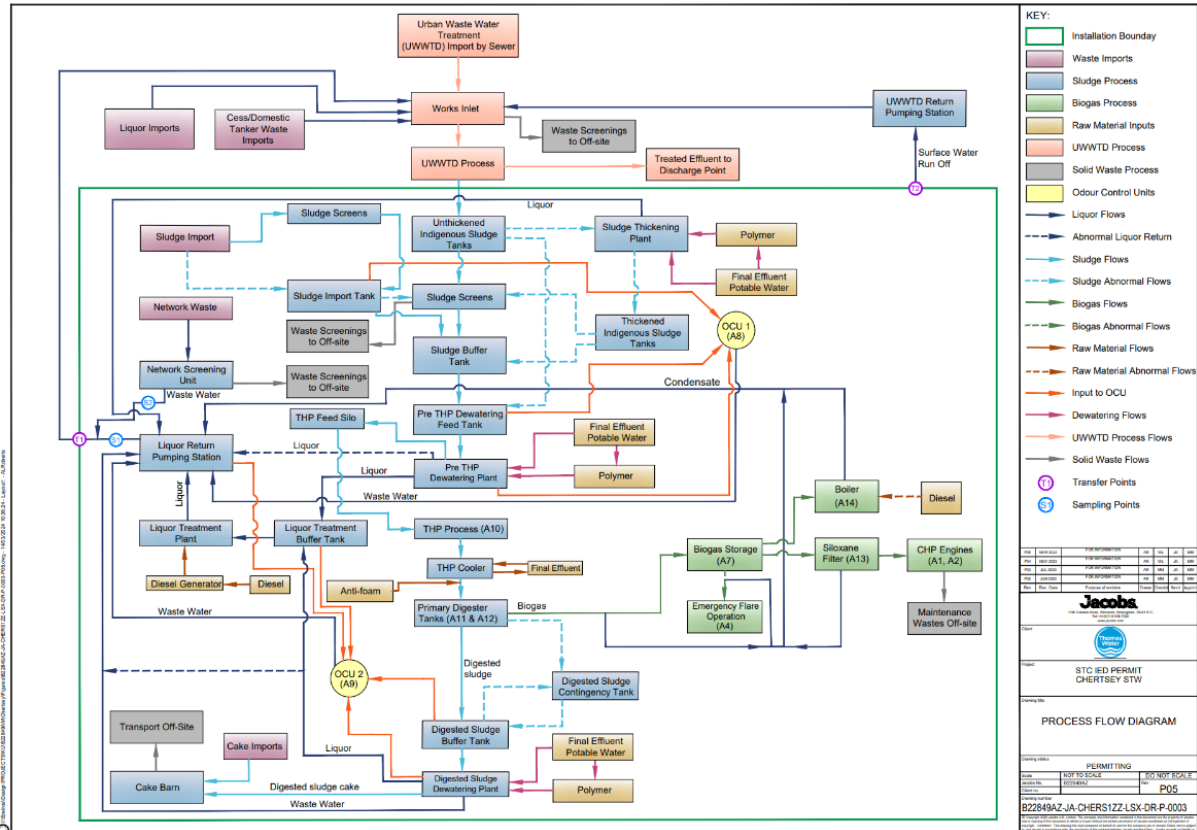 Urban Waste Water
Treatment
(UWWTD) Import by Sewer
Works Inlet
Liquor Imports
Cess/Domestic
Tanker Waste
Imports
Waste Screenings
to Off-site
UWWTD Return
Pumping Station
UWWTD Process
Treated Effluent to
Discharge Point
Surface Water
Run Off
T2
Liquor
Sludge Screens
Unthickened
Indigenous Sludge
Tanks
Sludge Thickening
Plant
Polymer
Sludge Import
Final Effluent
Potable Water
Sludge Import Tank
Sludge Screens
Network Waste
Waste Screenings
to Off-site
Thickened
Indigenous Sludge
Tanks
OCU 1
(A8)
Sludge Buffer
Tank
Network Screening
Unit
Waste Screenings
to Off-site
Waste Water
Condensate
S2
THP Feed Silo
Pre THP Dewatering
Feed Tank
Final Effluent
Potable Water
T1
S1
Liquor Return
Pumping Station
Liquor
Liquor
Pre THP
Dewatering Plant
Polymer
Waste Water
Liquor
Boiler
(A14)
Diesel
Liquor Treatment
Plant
Liquor Treatment
Buffer Tank
THP Process (A10)
Biogas Storage
(A7)
Siloxane
Filter (A13)
CHP Engines
(A1, A2)
THP Cooler
Final Effluent
Diesel Generator
Diesel
Anti-foam
Waste Water
Primary Digester
Tanks (A11 & A12)
Biogas
Emergency Flare
Operation
(A4)
Maintenance
Wastes Off-site
Digested
sludge
OCU 2
(A9)
Digested Sludge
Contingency Tank
Transport Off-Site
Cake Imports
Digested Sludge
Buffer Tank
Liquor
Final Effluent
Potable Water
Cake Barn
Digested sludge cake
Digested Sludge
Dewatering Plant
Polymer
Waste Water
KEY:
Installation Bounday
Waste Imports
Sludge Process
Biogas Process
Raw Material Inputs
UWWTD Process
Solid Waste Process
Odour Control Units
Liquor Flows
Abnormal Liquor Return
Sludge Flows
Sludge Abnormal Flows
Biogas Flows
Biogas Abnormal Flows
Raw Material Flows
Raw Material Abnormal Flows
Input to OCU
Dewatering Flows
UWWTD Process Flows
Solid Waste Flows
T1 Transfer Points
S1 Sampling Points
Jacobs
Client
Thames
Water
Project
STC IED PERMIT
CHERTSEY STW
Drawing title
PROCESS FLOW DIAGRAM
Drawing status
PERMITTING
Scale NOT TO SCALE DO NOT SCALE
P05
Drawing number
B22849AZ-JA-CHERS1ZZ-LSX-DR-P-0003